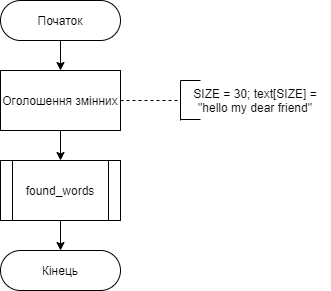 Початок
Оголошення змінних
SIZE = 30; text[SIZE] =
"hello my dear friend"
found_words
Кінець